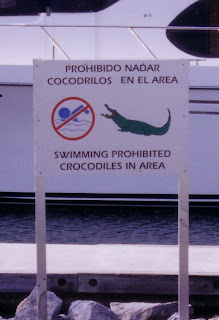 PROHIBIDO NADAR
COCODRILOS EN EL AREA
SWIMMING PROHIBITED
CROCODILES IN AREA